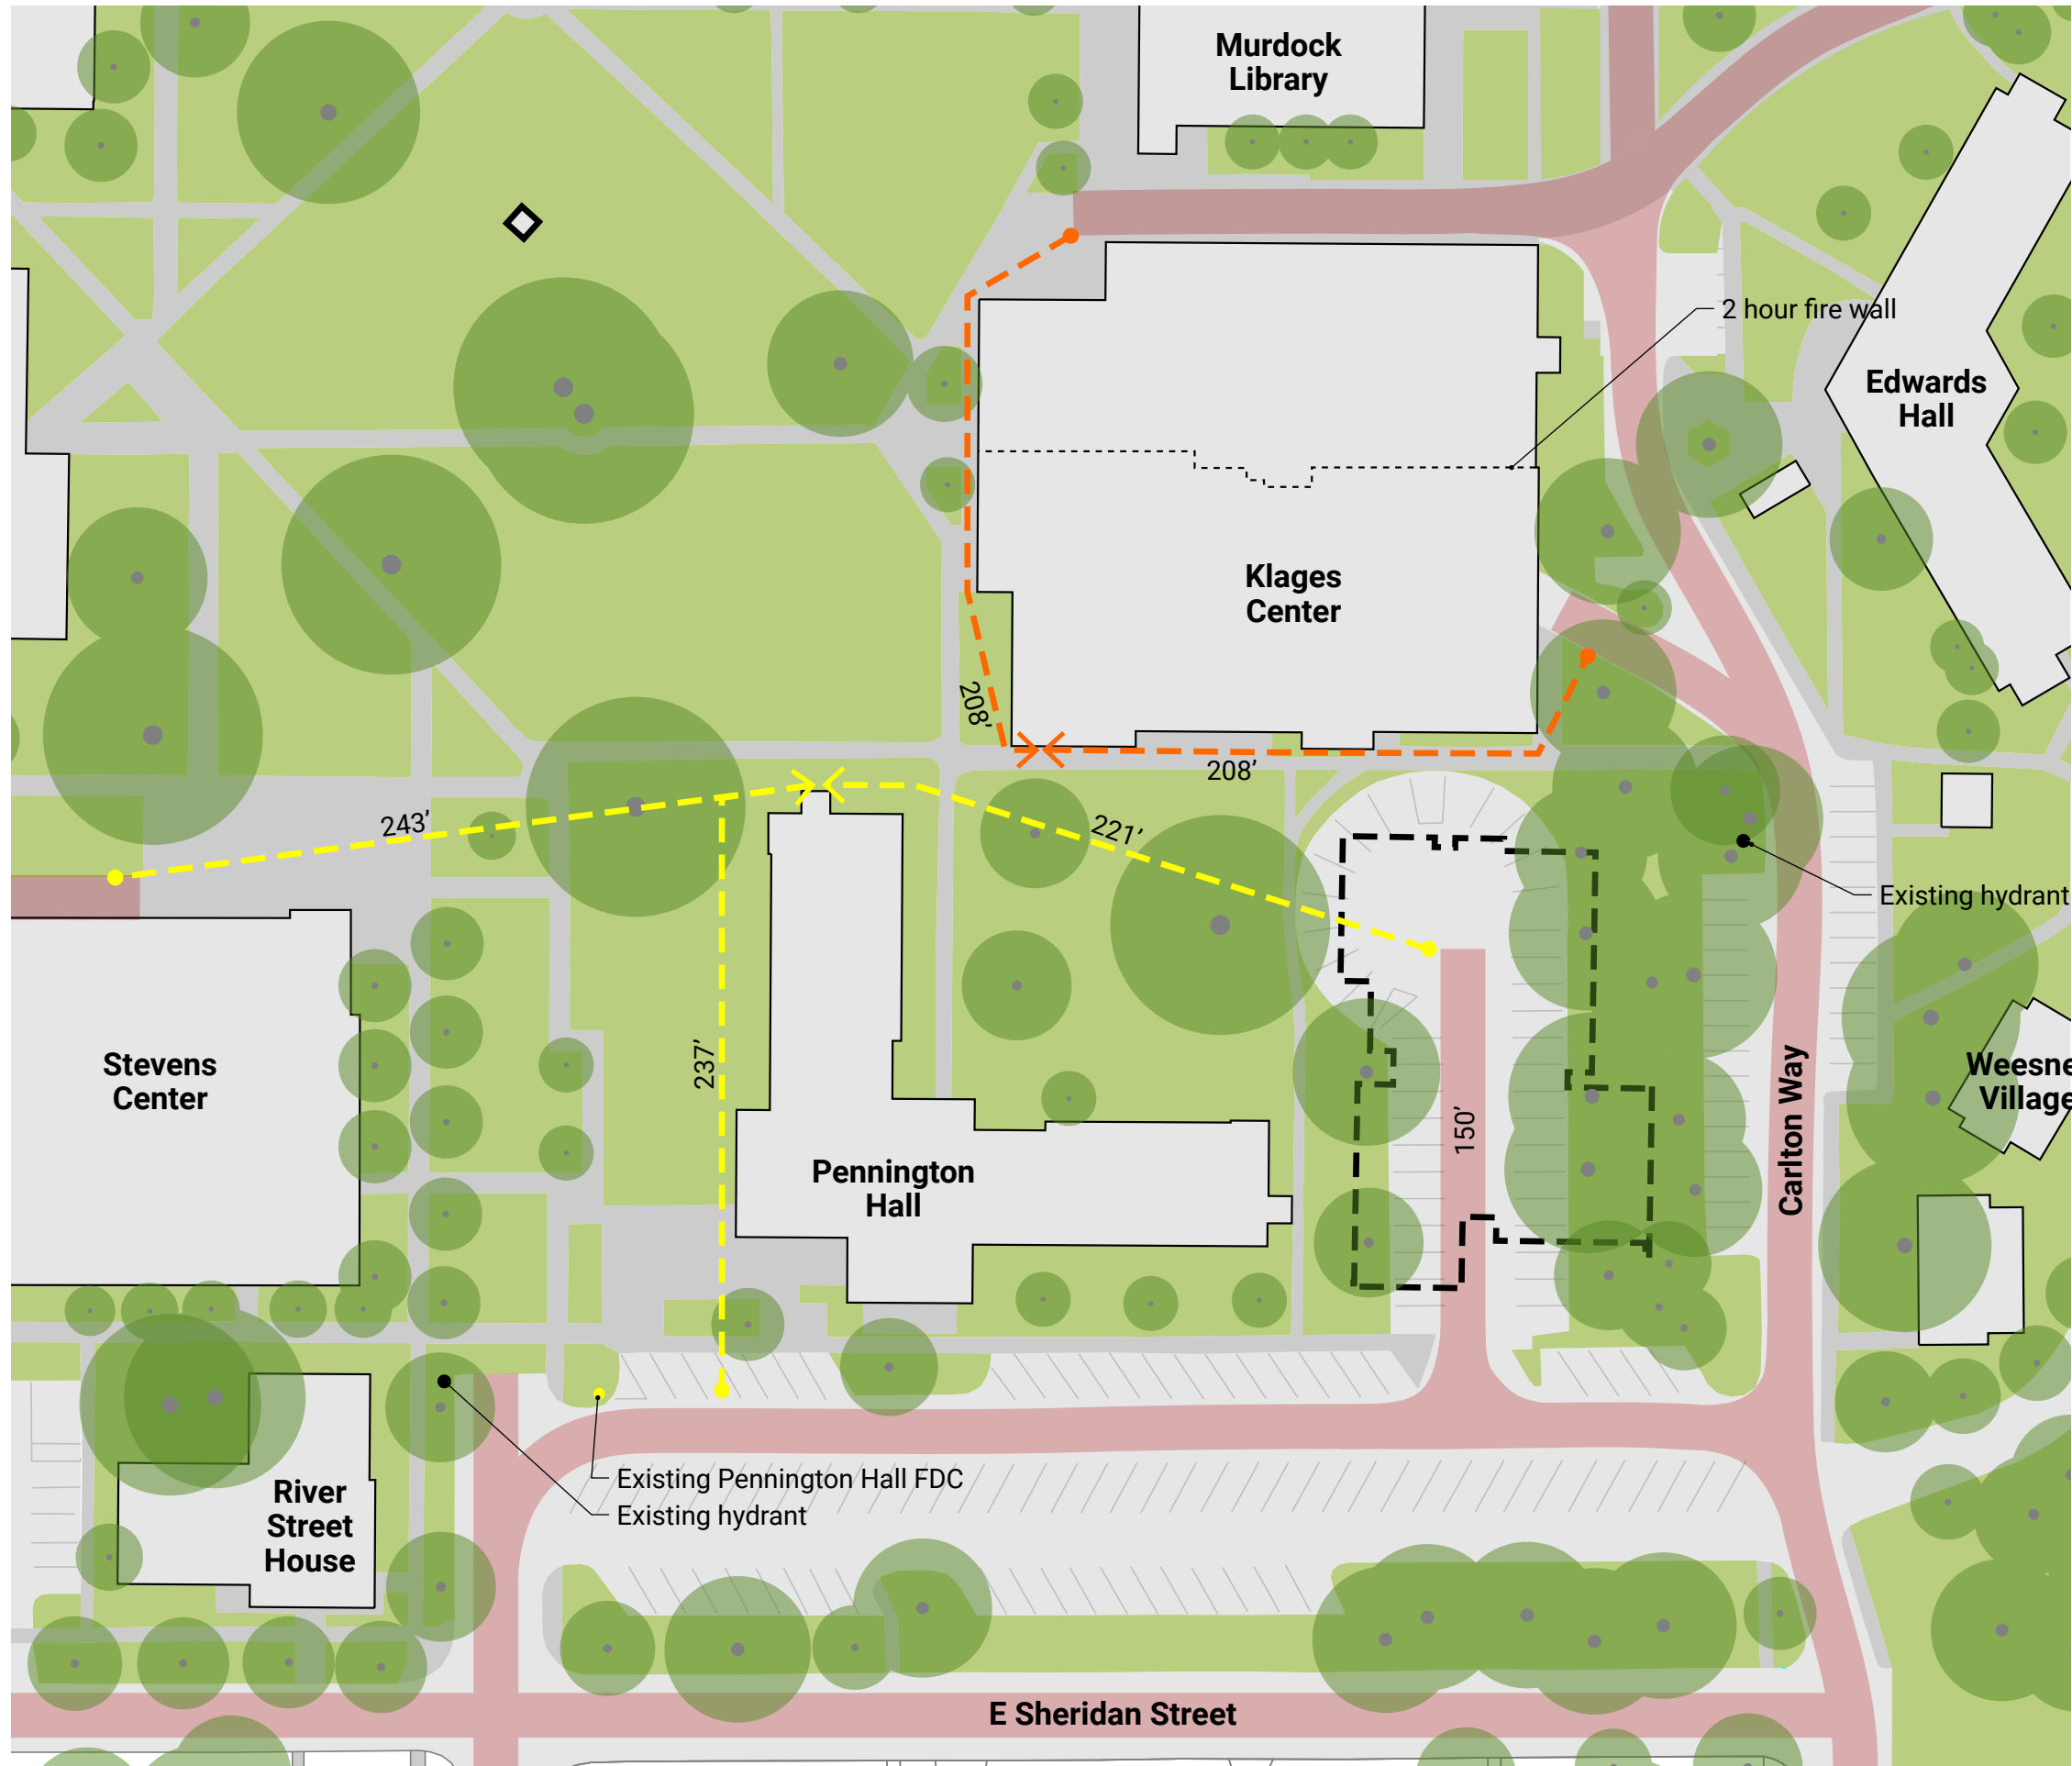 Murdock
Library
2 hour fire wall
Edwards
Hall
Klages
Center
208’
208’
243’
221’
Existing hydrant
237’
Stevens
Center
150’
Carlton Way
Weesne
Village
Pennington
Hall
Existing Pennington Hall FDC
Existing hydrant
River
Street
House
E Sheridan Street